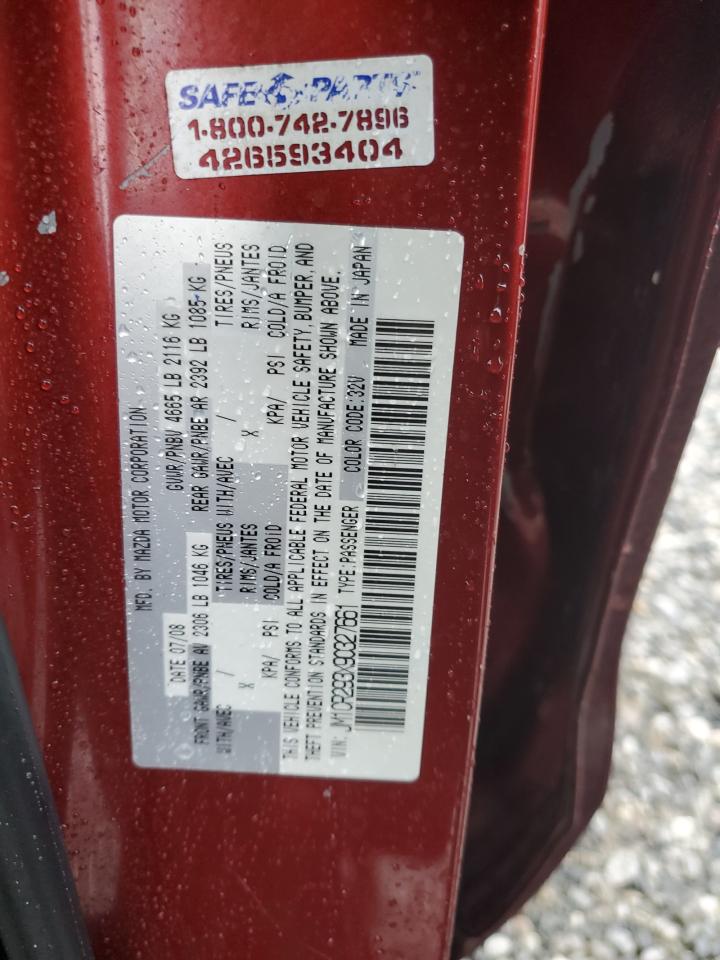 SAFE PARTS
1-800-742-7896
426593404
MFD. BY MAZDA MOTOR CORPORATION
DATE 07/08 GVWR/PNBV 4665 LB 2116 KG
FRONT GAWR/PNBE AV 2306 LB 1046 KG REAR GAWR/PNBE AR 2392 LB 1085 KG
WITH/AVEC / TIRES/PNEUS WITH/AVEC / TIRES/PNEUS
X RIMS/JANTES X RIMS/JANTES
KPA/ PSI COLD/A FROID KPA/ PSI COLD/A FROID
THIS VEHICLE CONFORMS TO ALL APPLICABLE FEDERAL MOTOR VEHICLE SAFETY, BUMPER, AND
THEFT PREVENTION STANDARDS IN EFFECT ON THE DATE OF MANUFACTURE SHOWN ABOVE.
VIN: JM1CR293X90327661 TYPE:PASSENGER COLOR CODE:32V MADE IN JAPAN